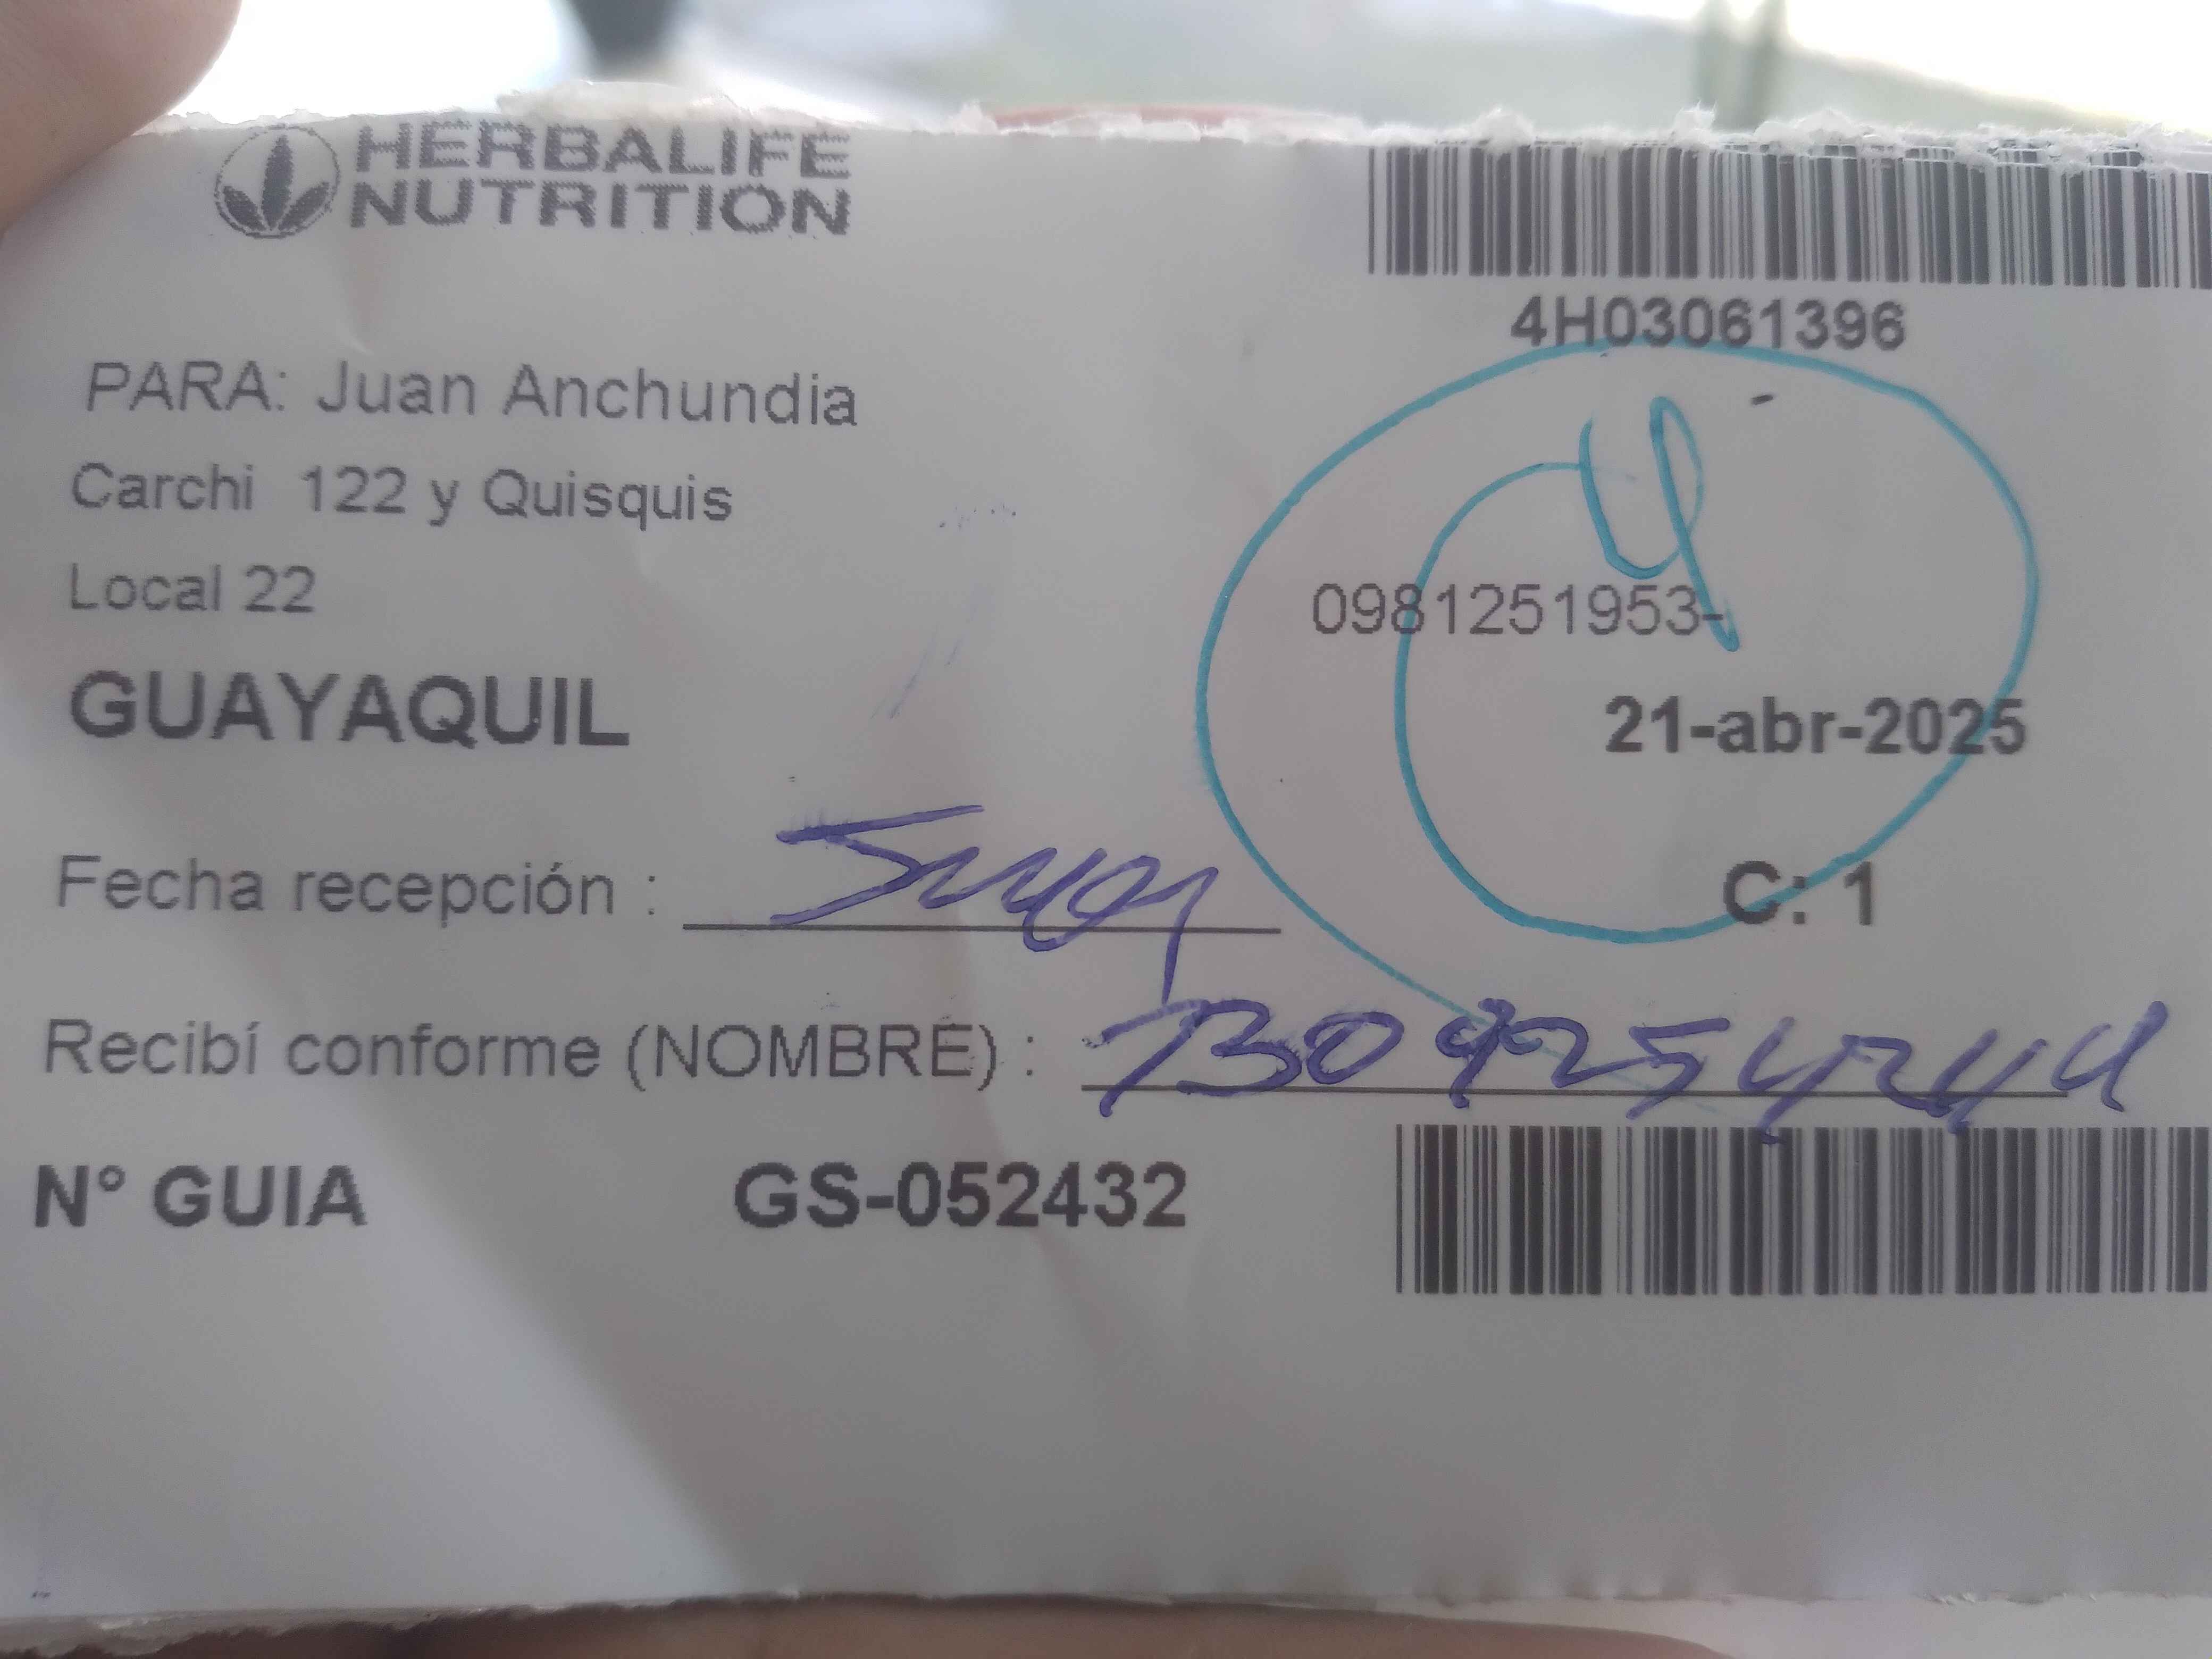 HERBALIFE
NUTRITION
4H03061396
PARA: Juan Anchundia
Carchi 122 y Quisquis
Local 22
0981251953-
GUAYAQUIL
21-abr-2025
C: 1
Fecha recepción :
Recibí conforme (NOMBRE) :
N° GUIA GS-052432